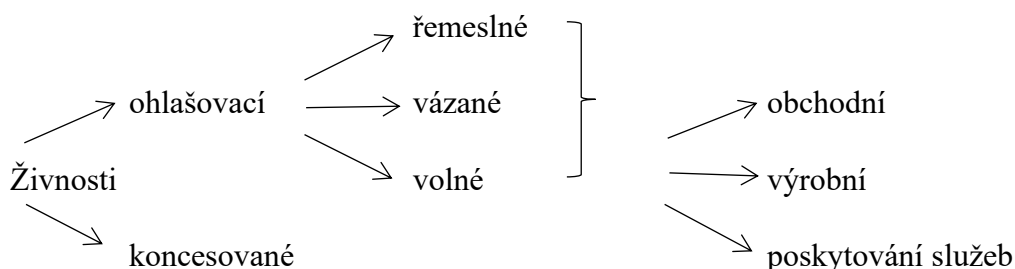 řemeslné
ohlašovací vázané obchodní
Živnosti volné výrobní
koncesované poskytování služeb